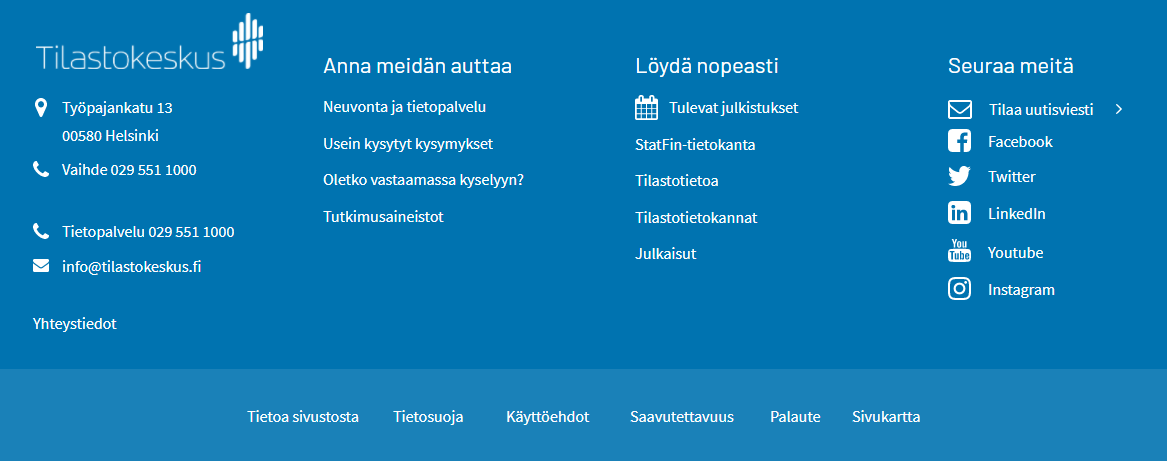 Tilastokeskus
Työpajankatu 13
00580 Helsinki
Vaihde 029 551 1000
Tietopalvelu 029 551 1000
info@tilastokeskus.fi
Yhteystiedot
Anna meidän auttaa
Neuvonta ja tietopalvelu
Usein kysytyt kysymykset
Oletko vastaamassa kyselyyn?
Tutkimusaineistot
Löydä nopeasti
Tulevat julkistukset
StatFin-tietokanta
Tilastotietoa
Tilastotietokannat
Julkaisut
Seuraa meitä
Tilaa uutisviesti
Facebook
Twitter
LinkedIn
You
Tube
Youtube
Instagram
Tietoa sivustosta Tietosuoja Käyttöehdot Saavutettavuus Palaute Sivukartta